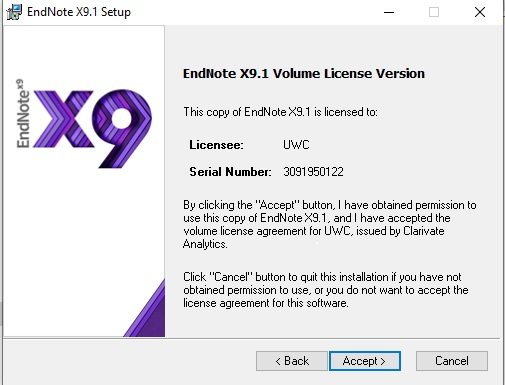 EndNote X9.1 Setup
EndNote X9
X9
EndNote X9.1 Volume License Version
This copy of EndNote X9.1 is licensed to:
Licensee: UWC
Serial Number: 3091950122
By clicking the "Accept" button, I have obtained permission to
use this copy of EndNote X9.1, and I have accepted the
volume license agreement for UWC, issued by Clarivate
Analytics.
Click "Cancel" button to quit this installation if you have not
obtained permission to use, or you do not want to accept the
license agreement for this software.
< Back Accept > Cancel